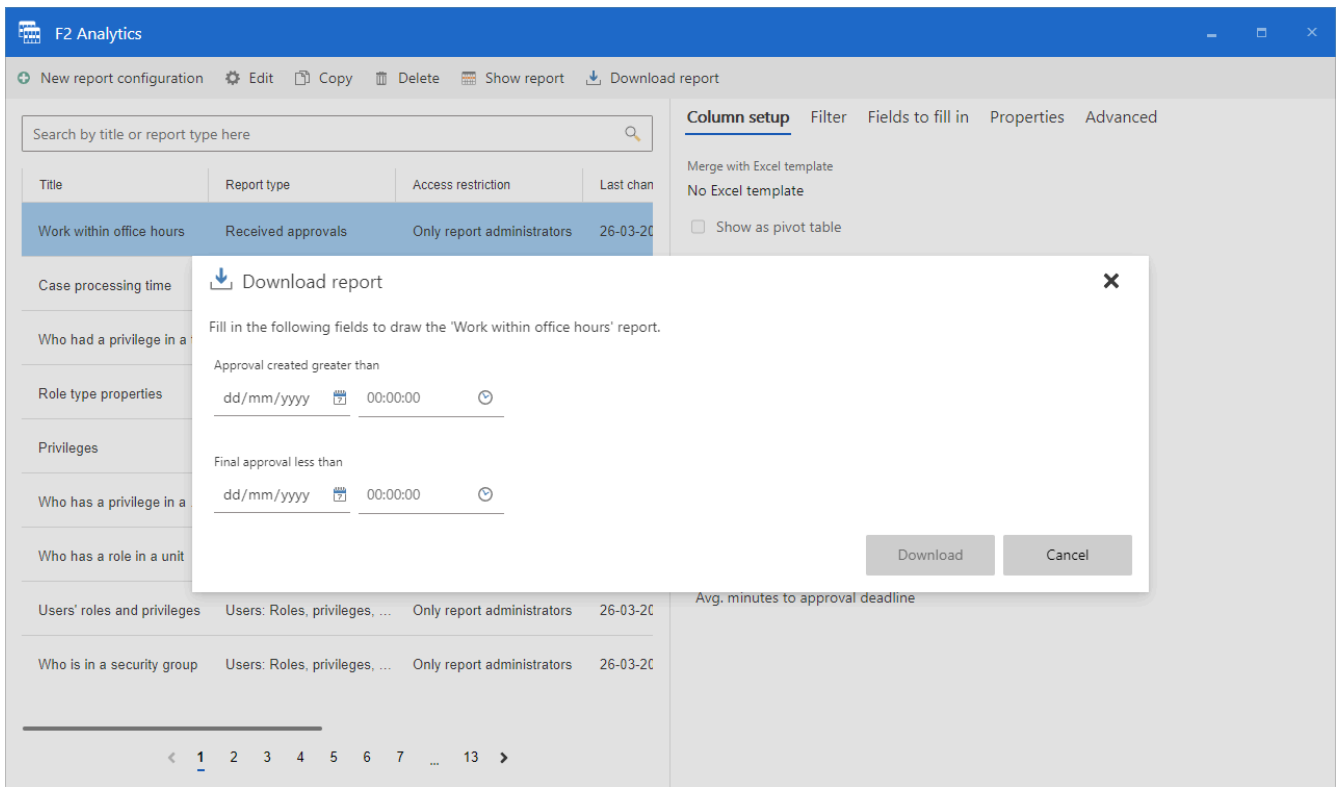 F2 Analytics
New report configuration Edit Copy Delete Show report Download report
Search by title or report type here
Column setup Filter Fields to fill in Properties Advanced
Merge with Excel template
No Excel template
Show as pivot table
Title Report type Access restriction Last chan
Work within office hours Received approvals Only report administrators 26-03-20
Case processing time
Who had a privilege in a
Role type properties
Privileges
Who has a privilege in a
Who has a role in a unit
Download report
Fill in the following fields to draw the 'Work within office hours' report.
Approval created greater than
dd/mm/yyyy 00:00:00
Final approval less than
dd/mm/yyyy 00:00:00
Download Cancel
Avg. minutes to approval deadline
Users' roles and privileges Users: Roles, privileges, ... Only report administrators 26-03-20
Who is in a security group Users: Roles, privileges, ... Only report administrators 26-03-20
< 1 2 3 4 5 6 7 ... 13 >